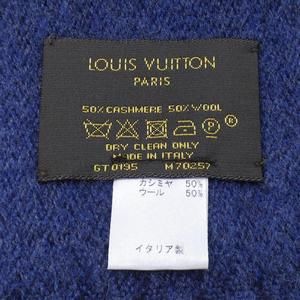 LOUIS VUITTON
PARIS
50% CASHMERE 50% WOOL
DRY CLEAN ONLY
MADE IN ITALY
GT0195 M70257
カシミヤ 50%
ウール 50%
イタリア製